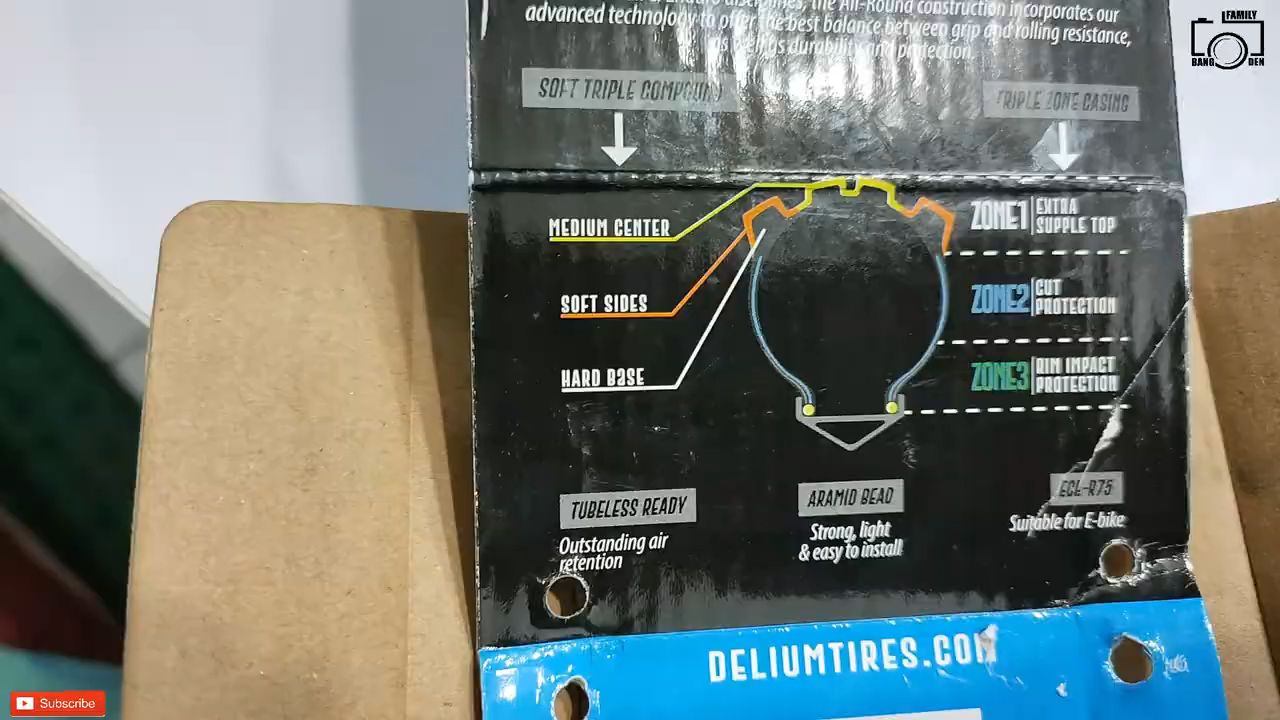 the All-Round construction incorporates our
advanced technology to offer the best balance between grip and rolling resistance,
as well as durability and protection.
SOFT TRIPLE COMPOUND
TRIPLE ZONE CASING
MEDIUM CENTER
SOFT SIDES
HARD BASE
ZONE1 EXTRA
SUPPLE TOP
ZONE2 CUT
PROTECTION
ZONE3 RIM IMPACT
PROTECTION
TUBELESS READY
Outstanding air
retention
ARAMID BEAD
Strong, light
& easy to install
ECE-R75
Suitable for E-bike
DELIUMTIRES.COM
FAMILY
BANG DEN
Subscribe